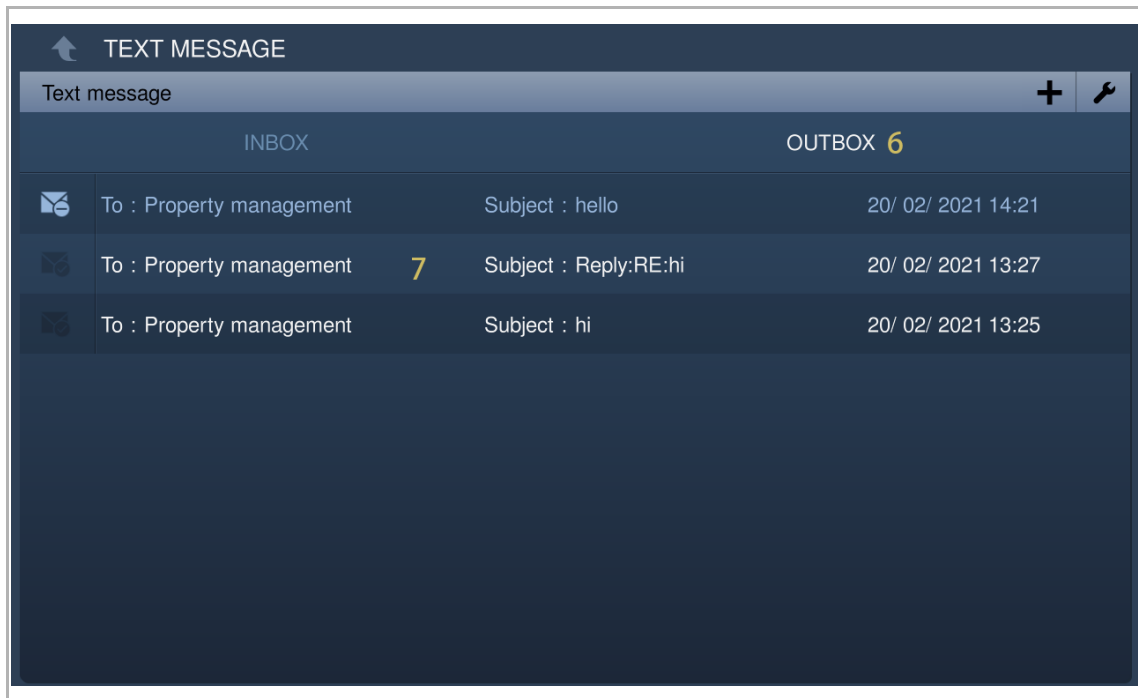 TEXT MESSAGE
Text message
INBOX OUTBOX 6
To : Property management Subject : hello 20/ 02/ 2021 14:21
To : Property management 7 Subject : Reply:RE:hi 20/ 02/ 2021 13:27
To : Property management Subject : hi 20/ 02/ 2021 13:25